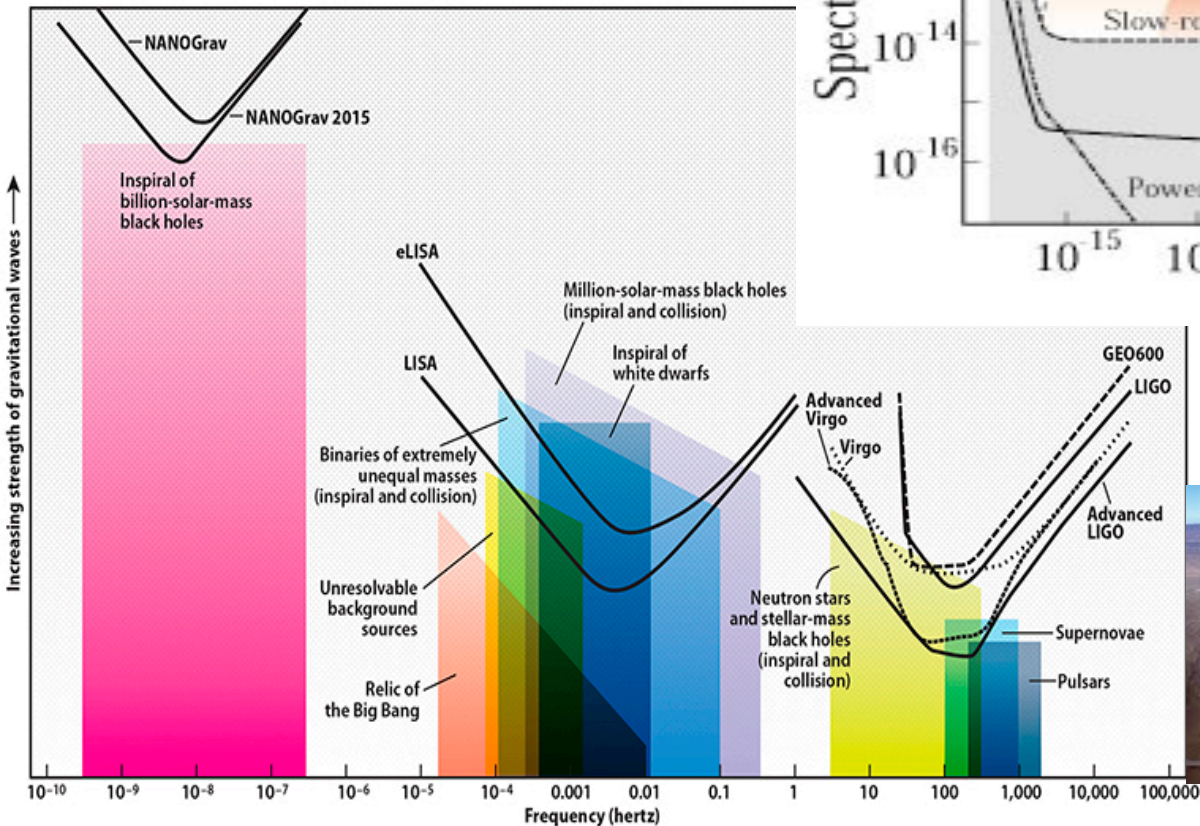 NANOGrav
NANOGrav 2015
Inspiral of
billion-solar-mass
black holes
Increasing strength of gravitational waves
eLISA
LISA
Million-solar-mass black holes
(inspiral and collision)
Inspiral of
white dwarfs
Binaries of extremely
unequal masses
(inspiral and collision)
Unresolvable
background
sources
Relic of
the Big Bang
Advanced
Virgo
Virgo
GEO600
LIGO
Advanced
LIGO
Neutron stars
and stellar-mass
black holes
(inspiral and
collision)
Supernovae
Pulsars
10-10
10-9
10-8
10-7
10-6
10-5
10-4
0.001
0.01
0.1
1
10
100
1,000
10,000
100,000
Frequency (hertz)
Spect
10-14
10-16
Slow-ro
Power
10-15
10